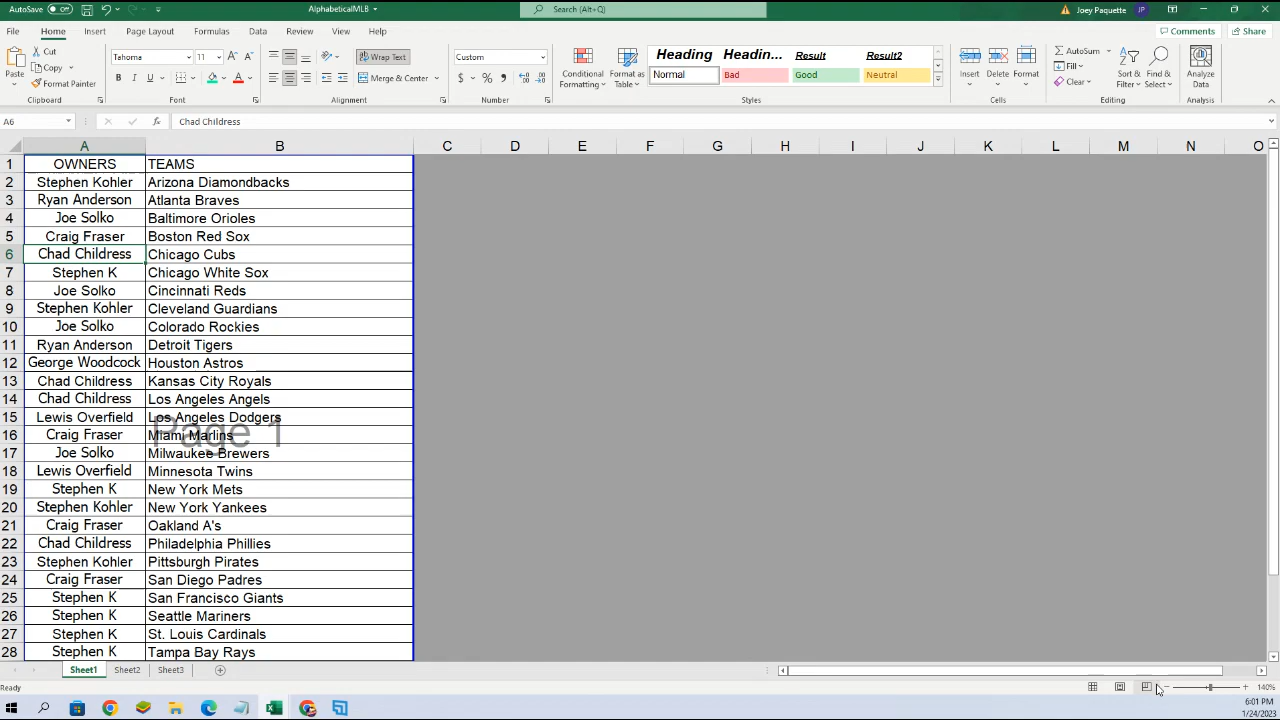 AutoSave Off AlphabeticalMLB Search (Alt+Q) Joey Paquette JP
File Home Insert Page Layout Formulas Data Review View Help Comments Share
Paste Cut Copy Format Painter Clipboard
Tahoma 11 A A B I U A Font
Wrap Text Merge & Center Alignment
Custom $ % , Number
Conditional Formatting Format as Table
Heading Headin... Result Result2
Normal Bad Good Neutral
Styles
Insert Delete Format Cells
AutoSum Fill Clear Sort & Filter Find & Select Editing
Analyze Data Analysis
A6 fx Chad Childress
A B C D E F G H I J K L M N O
1 OWNERS TEAMS
2 Stephen Kohler Arizona Diamondbacks
3 Ryan Anderson Atlanta Braves
4 Joe Solko Baltimore Orioles
5 Craig Fraser Boston Red Sox
6 Chad Childress Chicago Cubs
7 Stephen K Chicago White Sox
8 Joe Solko Cincinnati Reds
9 Stephen Kohler Cleveland Guardians
10 Joe Solko Colorado Rockies
11 Ryan Anderson Detroit Tigers
12 George Woodcock Houston Astros
13 Chad Childress Kansas City Royals
14 Chad Childress Los Angeles Angels
15 Lewis Overfield Los Angeles Dodgers
Page 1
16 Craig Fraser Miami Marlins
17 Joe Solko Milwaukee Brewers
18 Lewis Overfield Minnesota Twins
19 Stephen K New York Mets
20 Stephen Kohler New York Yankees
21 Craig Fraser Oakland A's
22 Chad Childress Philadelphia Phillies
23 Stephen Kohler Pittsburgh Pirates
24 Craig Fraser San Diego Padres
25 Stephen K San Francisco Giants
26 Stephen K Seattle Mariners
27 Stephen K St. Louis Cardinals
28 Stephen K Tampa Bay Rays
Sheet1 Sheet2 Sheet3
Ready 140%
6:01 PM
1/24/2023